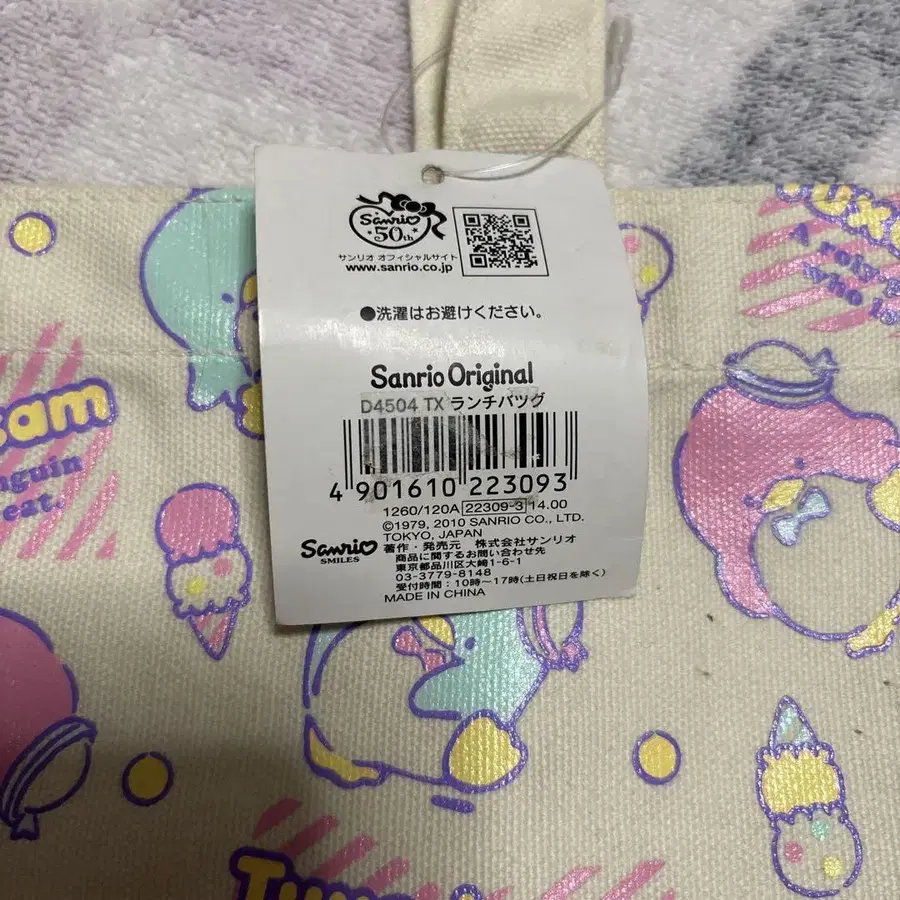 Sanrio
50th
サンリオ オフィシャルサイト
www.sanrio.co.jp
●洗濯はお避けください。
Sanrio Original
D4504 TX ランチバッグ
4 901610 223093
1260/120A 22309-3 14.00
©1979, 2010 SANRIO CO., LTD.
TOKYO, JAPAN
Sanrio
SMILES
著作・発売元 株式会社サンリオ
商品に関するお問い合わせ先
東京都品川区大崎1-6-1
03-3779-8148
受付時間:10時～17時(土日祝日を除く)
MADE IN CHINA
sam
nguin
eat.
Tuxe
who